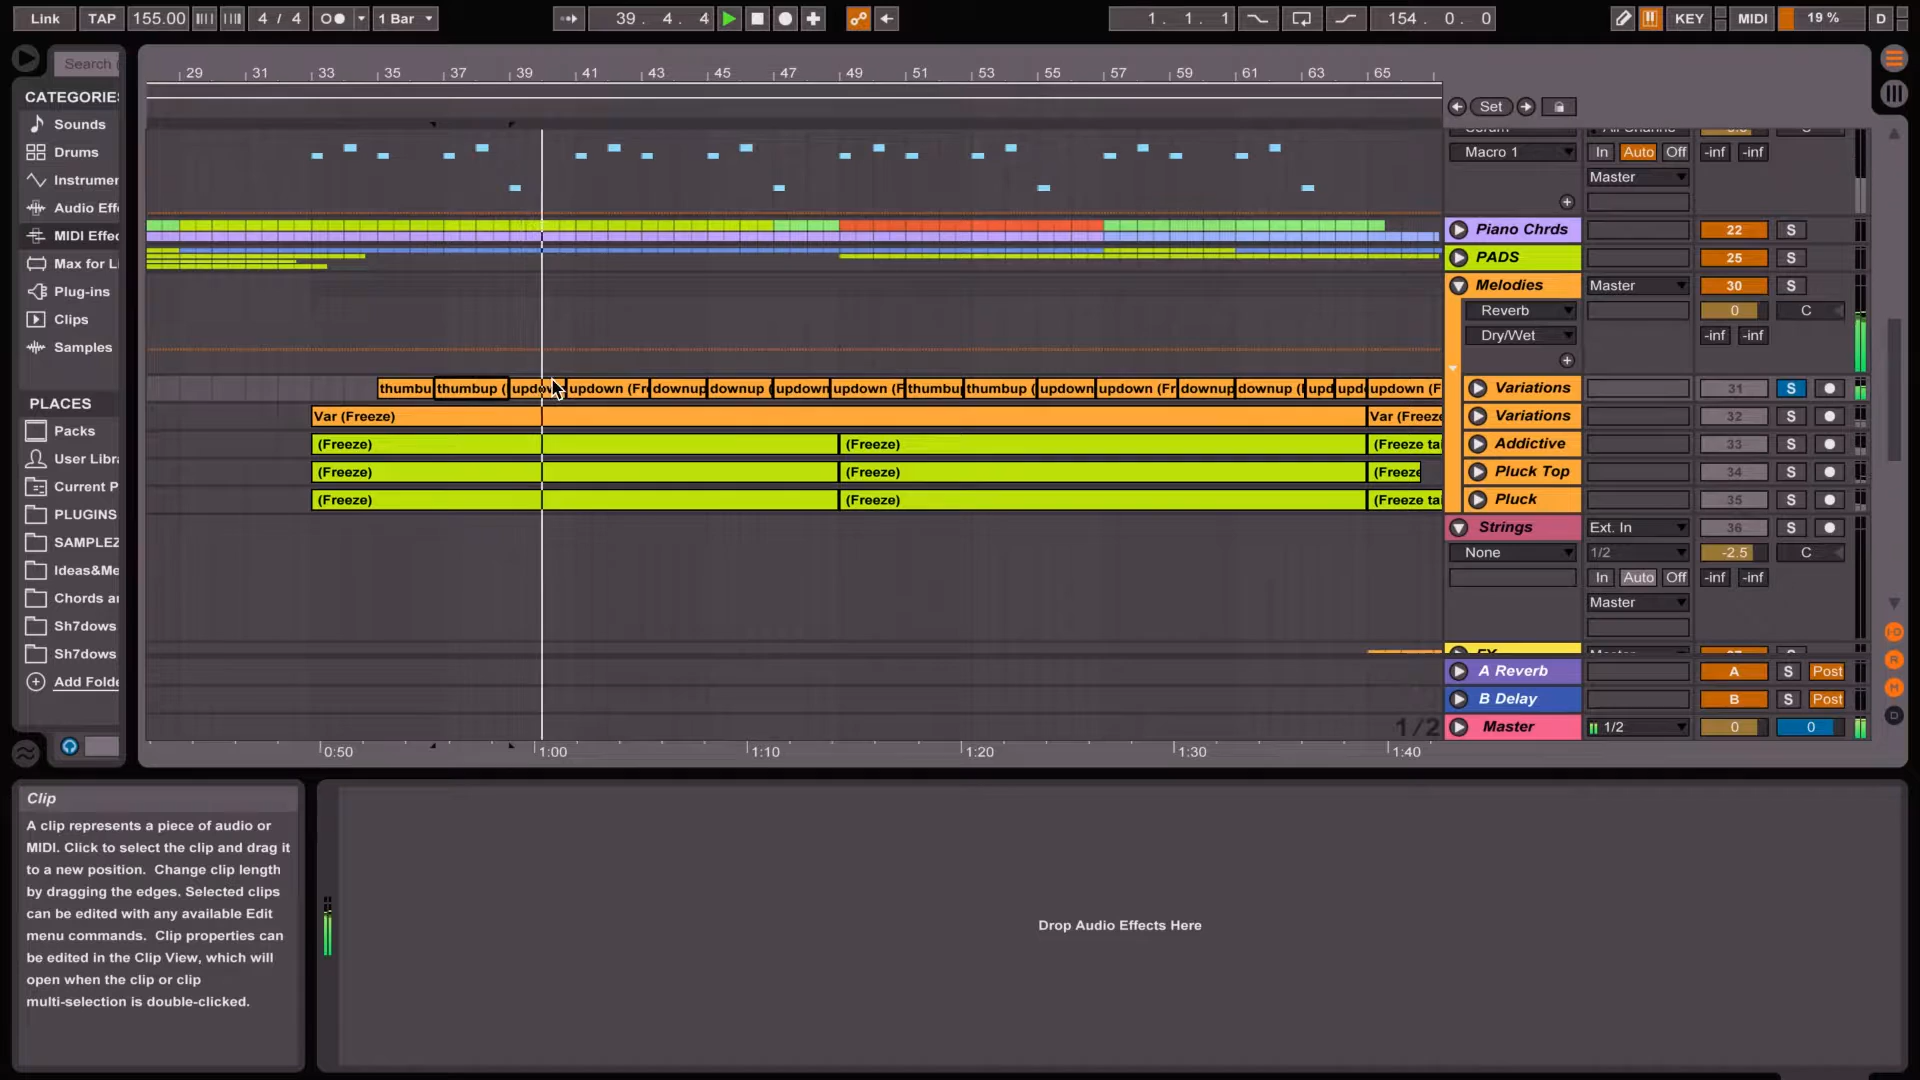 Link TAP 155.00 4 / 4 1 Bar 39. 4. 4 1. 1. 1 154. 0. 0 KEY MIDI 19 % D
Search (
29 31 33 35 37 39 41 43 45 47 49 51 53 55 57 59 61 63 65
CATEGORIES
Sounds
Drums
Instrumer
Audio Effe
MIDI Effec
Max for Li
Plug-ins
Clips
Samples
PLACES
Packs
User Libra
Current P
PLUGINS
SAMPLEZ
Ideas&Me
Chords ar
Sh7dows
Sh7dows
Add Folde
Set
Macro 1 In Auto Off -inf -inf
Master
Piano Chrds 22 S
PADS 25 S
Melodies Master 30 S
Reverb 0 C
Dry/Wet -inf -inf
thumbu thumbup ( updow updown (Fr downup downup ( updown updown (F thumbu thumbup ( updown updown (Fr downup downup (I upd upd updown (F Variations 31 S
Var (Freeze) Var (Freeze Variations 32 S
(Freeze) (Freeze) (Freeze ta Addictive 33 S
(Freeze) (Freeze) (Freeze Pluck Top 34 S
(Freeze) (Freeze) (Freeze ta Pluck 35 S
Strings Ext. In 36 S
None 1/2 -2.5 C
In Auto Off -inf -inf
Master
A Reverb A S Post
B Delay B S Post
1/2 Master 1/2 0 0
0:50 1:00 1:10 1:20 1:30 1:40
Clip
A clip represents a piece of audio or
MIDI. Click to select the clip and drag it
to a new position. Change clip length
by dragging the edges. Selected clips
can be edited with any available Edit
menu commands. Clip properties can
be edited in the Clip View, which will
open when the clip or clip
multi-selection is double-clicked.
Drop Audio Effects Here